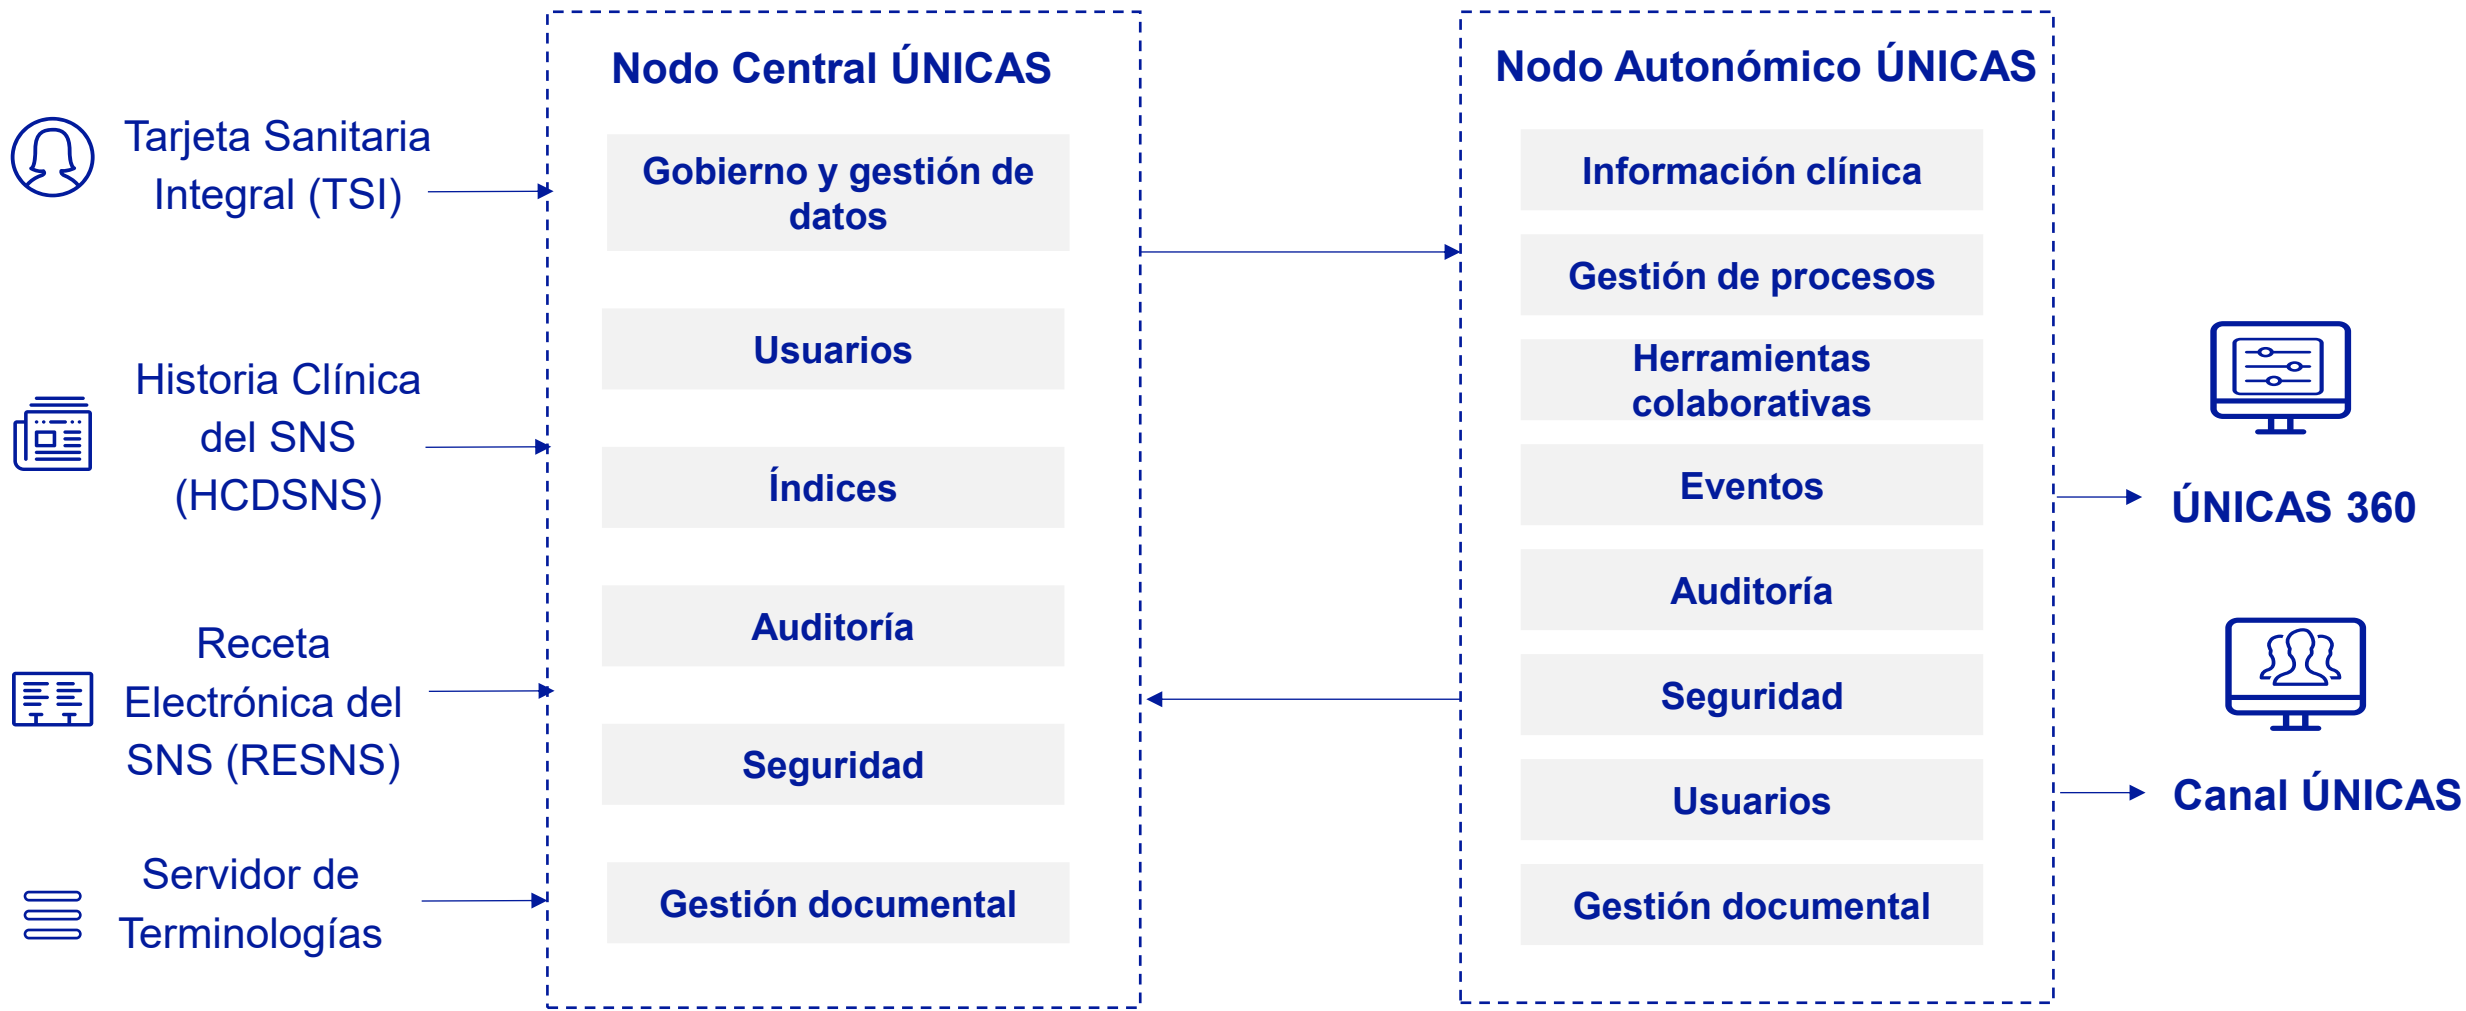 Tarjeta Sanitaria
Integral (TSI)
Historia Clínica
del SNS
(HCDSNS)
Receta
Electrónica del
SNS (RESNS)
Servidor de
Terminologías
Nodo Central ÚNICAS
Gobierno y gestión de
datos
Usuarios
Índices
Auditoría
Seguridad
Gestión documental
Nodo Autonómico ÚNICAS
Información clínica
Gestión de procesos
Herramientas
colaborativas
Eventos
Auditoría
Seguridad
Usuarios
Gestión documental
ÚNICAS 360
Canal ÚNICAS